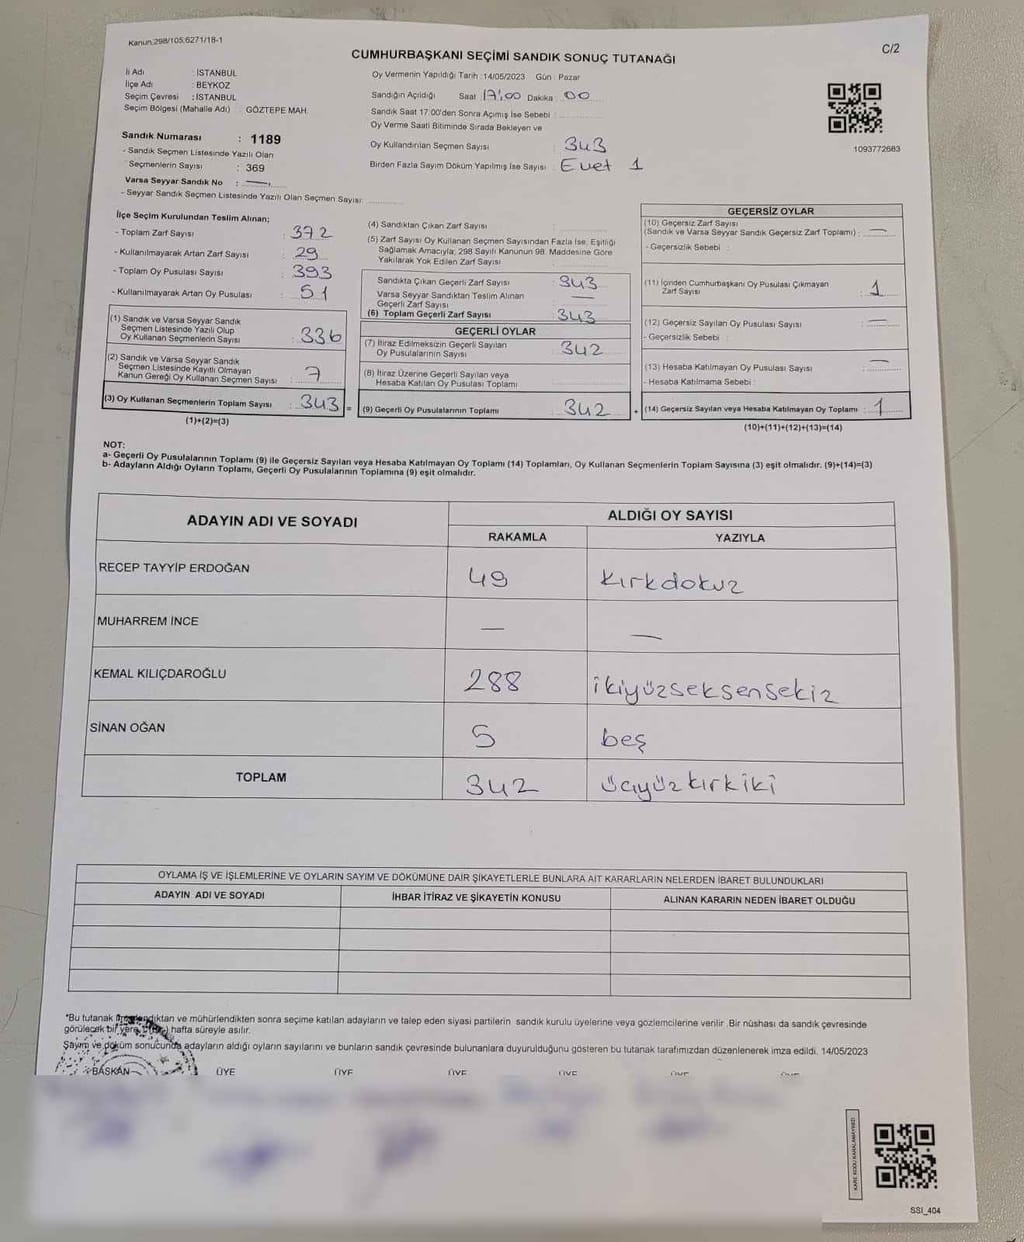 Kanun:298/105;6271/18-1
C/2
CUMHURBAŞKANI SEÇİMİ SANDIK SONUÇ TUTANAĞI
İli Adı : İSTANBUL
İlçe Adı : BEYKOZ
Seçim Çevresi : İSTANBUL
Seçim Bölgesi (Mahalle Adı) : GÖZTEPE MAH.
Sandık Numarası : 1189
- Sandık Seçmen Listesinde Yazılı Olan
Seçmenlerin Sayısı : 369
Varsa Seyyar Sandık No : —
- Seyyar Sandık Seçmen Listesinde Yazılı Olan Seçmen Sayısı:
Oy Vermenin Yapıldığı Tarih :14/05/2023 Gün : Pazar
Sandığın Açıldığı Saat 17:00 Dakika : 00
Sandık Saat 17:00'den Sonra Açımış İse Sebebi :
Oy Verme Saati Bitiminde Sırada Bekleyen ve
Oy Kullandırılan Seçmen Sayısı : 343
Birden Fazla Sayım Döküm Yapılmış İse Sayısı : Evet 1
1093772683
İlçe Seçim Kurulundan Teslim Alınan;
- Toplam Zarf Sayısı : 372
- Kullanılmayarak Artan Zarf Sayısı : 29
- Toplam Oy Pusulası Sayısı : 393
- Kullanılmayarak Artan Oy Pusulası : 51
(1) Sandık ve Varsa Seyyar Sandık
Seçmen Listesinde Yazılı Olup
Oy Kullanan Seçmenlerin Sayısı : 336
(2) Sandık ve Varsa Seyyar Sandık
Seçmen Listesinde Kayıtlı Olmayan
Kanun Gereği Oy Kullanan Seçmen Sayısı : 7
(3) Oy Kullanan Seçmenlerin Toplam Sayısı : 343 =
(1)+(2)=(3)
(4) Sandıktan Çıkan Zarf Sayısı :
(5) Zarf Sayısı Oy Kullanan Seçmen Sayısından Fazla İse, Eşitliği
Sağlamak Amacıyla; 298 Sayılı Kanunun 98. Maddesine Göre
Yakılarak Yok Edilen Zarf Sayısı :
Sandıkta Çıkan Geçerli Zarf Sayısı : 343
Varsa Seyyar Sandıktan Teslim Alınan
Geçerli Zarf Sayısı : —
(6) Toplam Geçerli Zarf Sayısı : 343
GEÇERLİ OYLAR
(7) İtiraz Edilmeksizin Geçerli Sayılan
Oy Pusulalarının Sayısı : 342
(8) İtiraz Üzerine Geçerli Sayılan veya
Hesaba Katılan Oy Pusulası Toplamı :
(9) Geçerli Oy Pusulalarının Toplamı : 342 +
GEÇERSİZ OYLAR
(10) Geçersiz Zarf Sayısı
(Sandık ve Varsa Seyyar Sandık Geçersiz Zarf Toplamı) : —
- Geçersizlik Sebebi :
(11) İçinden Cumhurbaşkanı Oy Pusulası Çıkmayan
Zarf Sayısı : 1
(12) Geçersiz Sayılan Oy Pusulası Sayısı : —
- Geçersizlik Sebebi :
(13) Hesaba Katılmayan Oy Pusulası Sayısı : —
- Hesaba Katılmama Sebebi :
(14) Geçersiz Sayılan veya Hesaba Katılmayan Oy Toplamı : 1
(10)+(11)+(12)+(13)=(14)
NOT:
a- Geçerli Oy Pusulalarının Toplamı (9) ile Geçersiz Sayılan veya Hesaba Katılmayan Oy Toplamı (14) Toplamları, Oy Kullanan Seçmenlerin Toplam Sayısına (3) eşit olmalıdır. (9)+(14)=(3)
b- Adayların Aldığı Oyların Toplamı, Geçerli Oy Pusulalarının Toplamına (9) eşit olmalıdır.
ADAYIN ADI VE SOYADI ALDIĞI OY SAYISI
RAKAMLA YAZIYLA
RECEP TAYYİP ERDOĞAN 49 kırkdokuz
MUHARREM İNCE — —
KEMAL KILIÇDAROĞLU 288 ikiyüzseksensekiz
SİNAN OĞAN 5 beş
TOPLAM 342 üçyüzkırkiki
OYLAMA İŞ VE İŞLEMLERİNE VE OYLARIN SAYIM VE DÖKÜMÜNE DAİR ŞİKAYETLERLE BUNLARA AİT KARARLARIN NELERDEN İBARET BULUNDUKLARI
ADAYIN ADI VE SOYADI İHBAR İTİRAZ VE ŞİKAYETİN KONUSU ALINAN KARARIN NEDEN İBARET OLDUĞU
*Bu tutanak imzalandıktan ve mühürlendikten sonra seçime katılan adayların ve talep eden siyasi partilerin sandık kurulu üyelerine veya gözlemcilerine verilir. Bir nüshası da sandık çevresinde
görülecek bir yere 1 (Bir) hafta süreyle asılır.
Sayım ve döküm sonucunda adayların aldığı oyların sayılarını ve bunların sandık çevresinde bulunanlara duyurulduğunu gösteren bu tutanak tarafımızdan düzenlenerek imza edildi. 14/05/2023
BAŞKAN ÜYE ÜYE ÜYE ÜYE ÜYE
KARE KODU KARALAMAYINIZ!
SSI_404